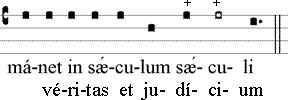 má-net in sǽ-cu-lum sǽ- cu- li
vé-ri-tas et ju- dí- ci- um